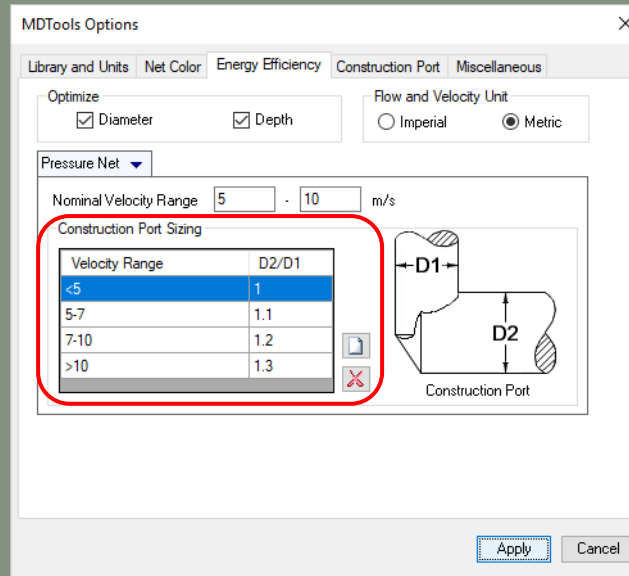 MDTools Options
Library and Units Net Color Energy Efficiency Construction Port Miscellaneous
Optimize Flow and Velocity Unit
Diameter Depth Imperial Metric
Pressure Net
Nominal Velocity Range 5 - 10 m/s
Construction Port Sizing
Velocity Range D2/D1
<5 1
5-7 1.1
7-10 1.2
>10 1.3
D1
D2
Construction Port
Apply Cancel